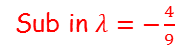 Sub in λ = −4/9